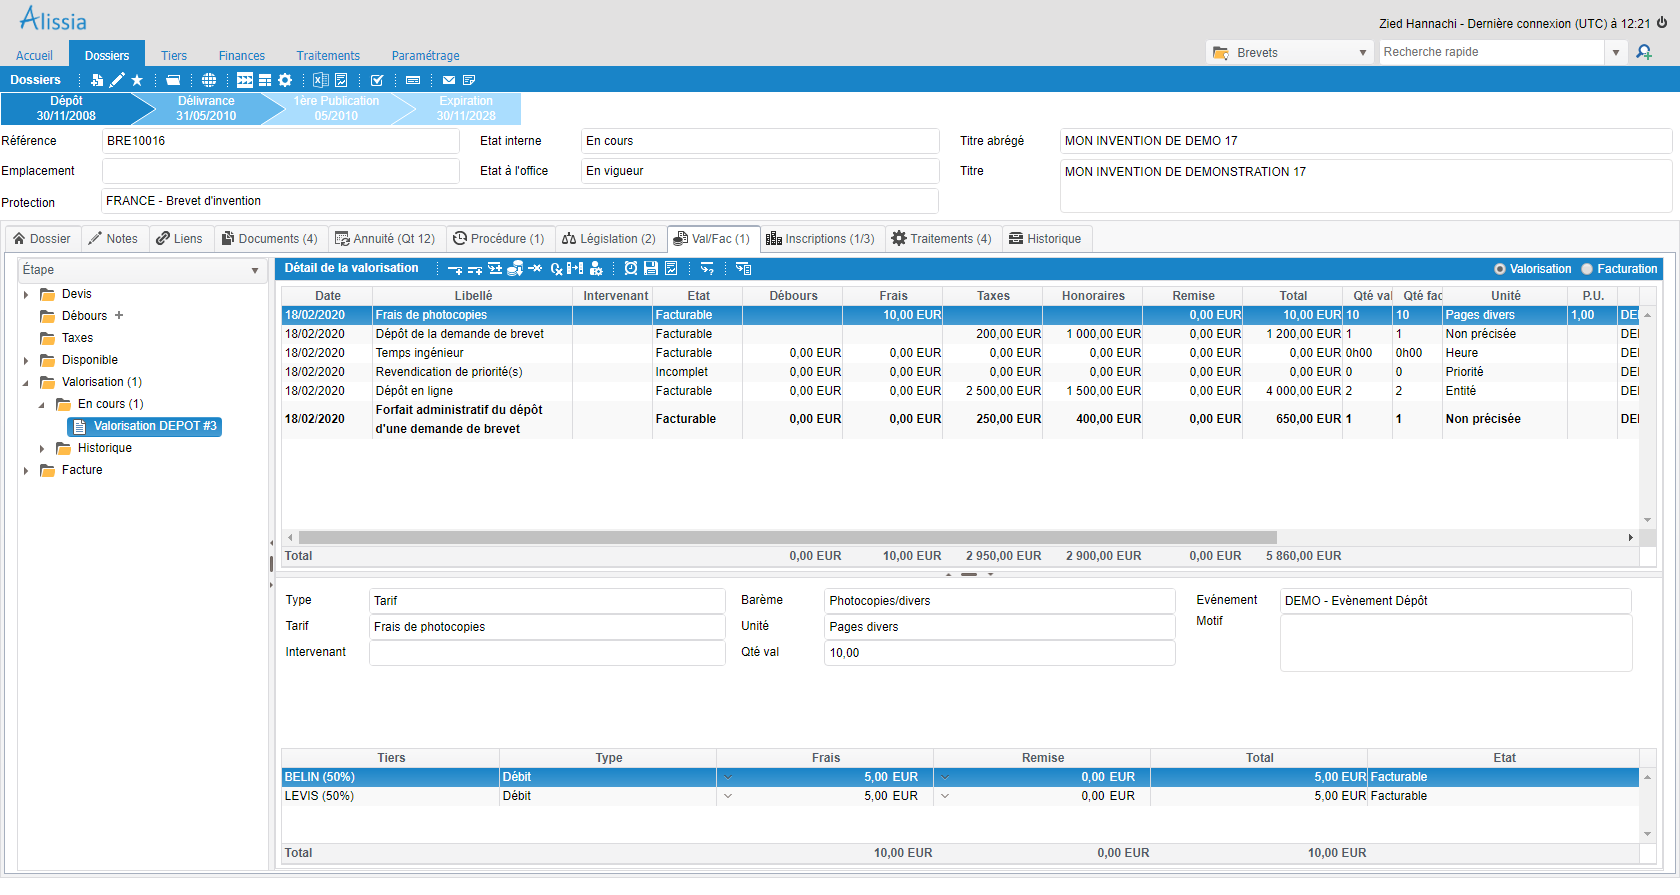 Alissia
Zied Hannachi - Dernière connexion (UTC) à 12:21
Accueil Dossiers Tiers Finances Traitements Paramétrage
Brevets Recherche rapide
Dossiers
Dépôt Délivrance 1ère Publication Expiration
30/11/2008 31/05/2010 05/2010 30/11/2028
Référence BRE10016 Etat interne En cours Titre abrégé MON INVENTION DE DEMO 17
Emplacement Etat à l'office En vigueur Titre MON INVENTION DE DEMONSTRATION 17
Protection FRANCE - Brevet d'invention
Dossier Notes Liens Documents (4) Annuité (Qt 12) Procédure (1) Législation (2) Val/Fac (1) Inscriptions (1/3) Traitements (4) Historique
Étape
Devis
Débours +
Taxes
Disponible
Valorisation (1)
En cours (1)
Valorisation DEPOT #3
Historique
Facture
Détail de la valorisation Valorisation Facturation
Date Libellé Intervenant Etat Débours Frais Taxes Honoraires Remise Total Qté val Qté fac Unité P.U.
18/02/2020 Frais de photocopies Facturable 10,00 EUR 0,00 EUR 10,00 EUR 10 10 Pages divers 1,00 DEI
18/02/2020 Dépôt de la demande de brevet Facturable 200,00 EUR 1 000,00 EUR 0,00 EUR 1 200,00 EUR 1 1 Non précisée DEI
18/02/2020 Temps ingénieur Facturable 0,00 EUR 0,00 EUR 0,00 EUR 0,00 EUR 0,00 EUR 0,00 EUR 0h00 0h00 Heure DEI
18/02/2020 Revendication de priorité(s) Incomplet 0,00 EUR 0,00 EUR 0,00 EUR 0,00 EUR 0,00 EUR 0,00 EUR 0 0 Priorité DEI
18/02/2020 Dépôt en ligne Facturable 0,00 EUR 0,00 EUR 2 500,00 EUR 1 500,00 EUR 0,00 EUR 4 000,00 EUR 2 2 Entité DEI
18/02/2020 Forfait administratif du dépôt d'une demande de brevet Facturable 0,00 EUR 0,00 EUR 250,00 EUR 400,00 EUR 0,00 EUR 650,00 EUR 1 1 Non précisée DEI
Total 0,00 EUR 10,00 EUR 2 950,00 EUR 2 900,00 EUR 0,00 EUR 5 860,00 EUR
Type Tarif Barème Photocopies/divers Evénement DEMO - Evènement Dépôt
Tarif Frais de photocopies Unité Pages divers Motif
Intervenant Qté val 10,00
Tiers Type Frais Remise Total Etat
BELIN (50%) Débit 5,00 EUR 0,00 EUR 5,00 EUR Facturable
LEVIS (50%) Débit 5,00 EUR 0,00 EUR 5,00 EUR Facturable
Total 10,00 EUR 0,00 EUR 10,00 EUR